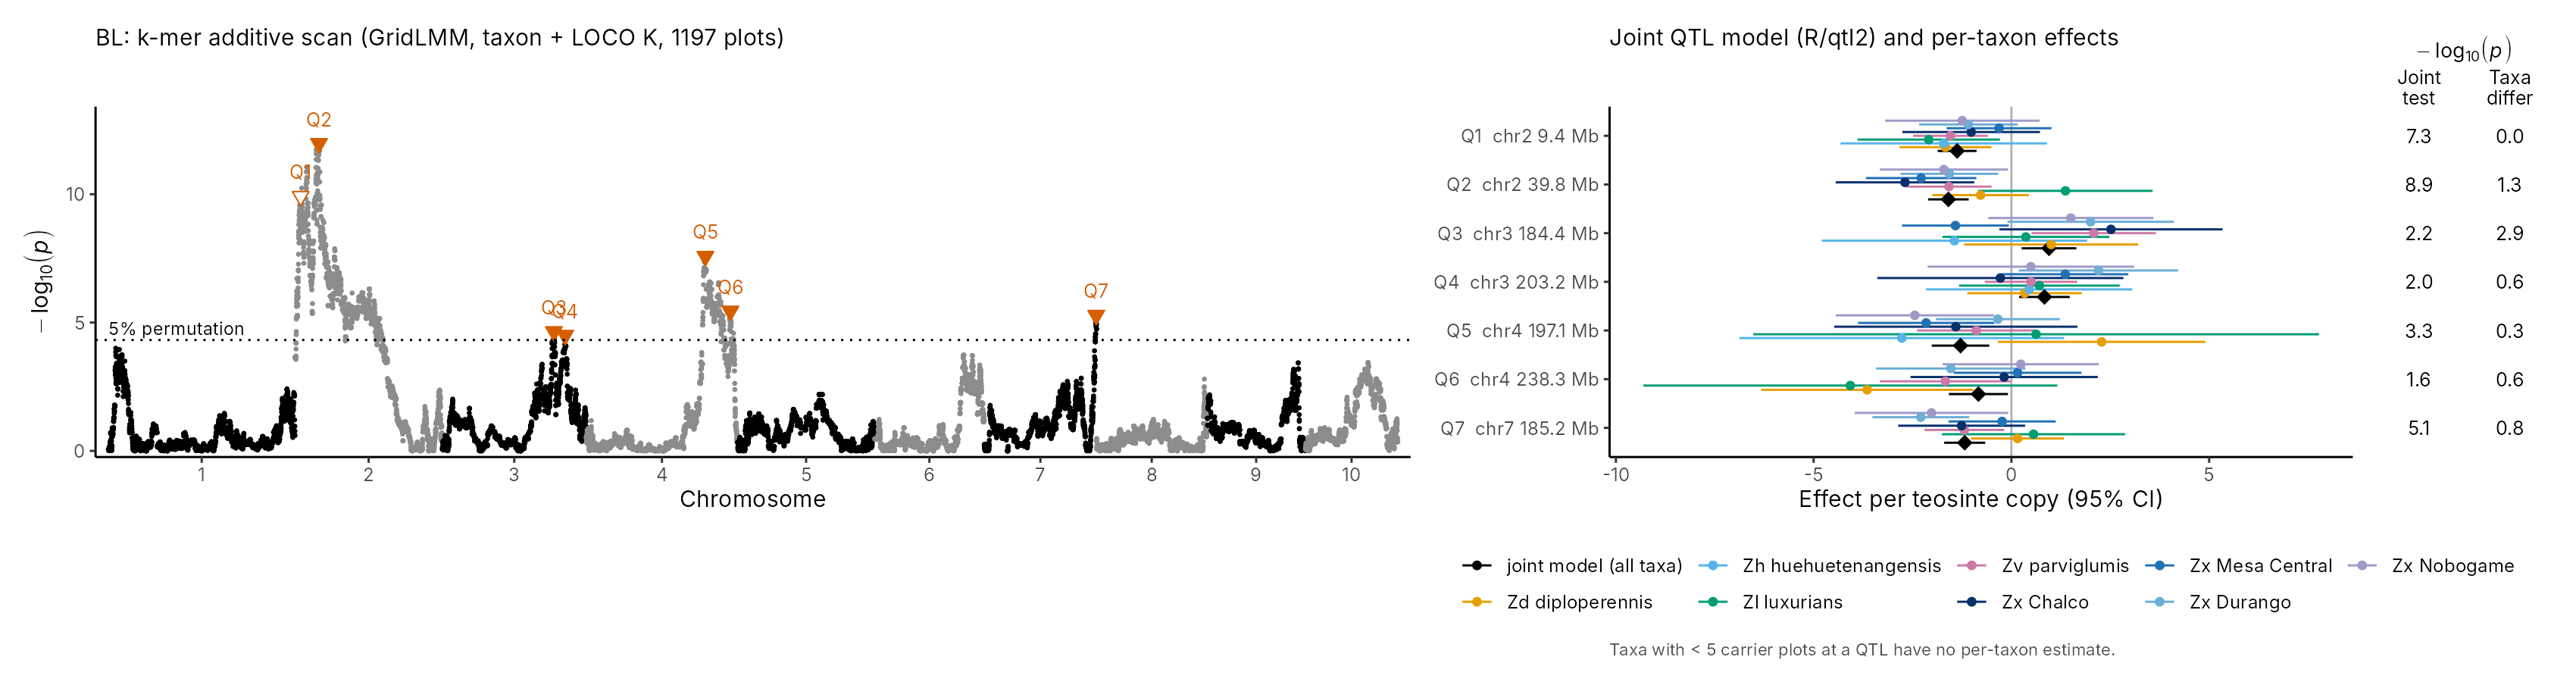 BL: k-mer additive scan (GridLMM, taxon + LOCO K, 1197 plots)
Q2
Q1
Q5
Q6
Q3
Q4
Q7
5% permutation
10
5
0
−log10(p)
1 2 3 4 5 6 7 8 9 10
Chromosome
Joint QTL model (R/qtl2) and per-taxon effects
−log10(p)
Joint test
Taxa differ
Q1 chr2 9.4 Mb 7.3 0.0
Q2 chr2 39.8 Mb 8.9 1.3
Q3 chr3 184.4 Mb 2.2 2.9
Q4 chr3 203.2 Mb 2.0 0.6
Q5 chr4 197.1 Mb 3.3 0.3
Q6 chr4 238.3 Mb 1.6 0.6
Q7 chr7 185.2 Mb 5.1 0.8
-10 -5 0 5
Effect per teosinte copy (95% CI)
joint model (all taxa) Zh huehuetenangensis Zv parviglumis Zx Mesa Central Zx Nobogame
Zd diploperennis Zl luxurians Zx Chalco Zx Durango
Taxa with < 5 carrier plots at a QTL have no per-taxon estimate.